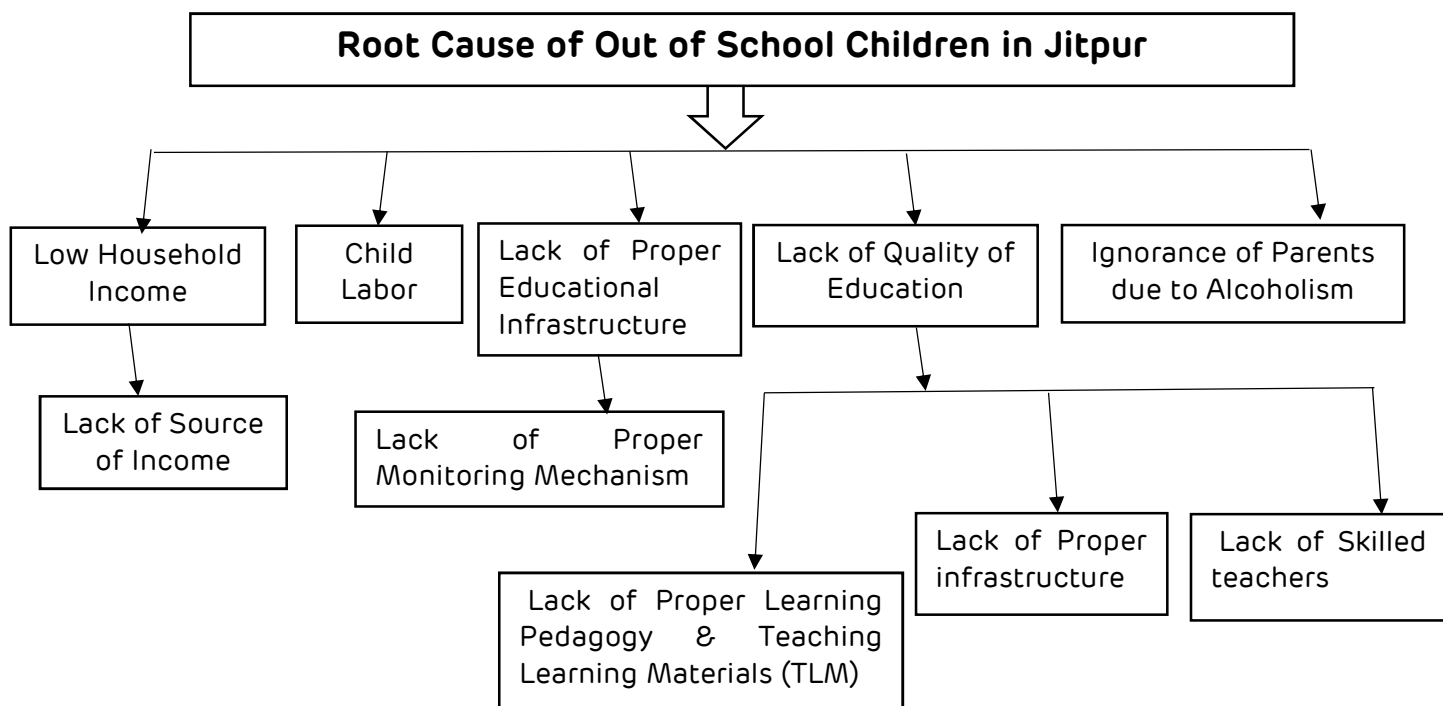 Root Cause of Out of School Children in Jitpur
Low Household
Income
Child
Labor
Lack of Proper
Educational
Infrastructure
Lack of Quality of
Education
Ignorance of Parents
due to Alcoholism
Lack of Source
of Income
Lack of Proper
Monitoring Mechanism
Lack of Proper Learning
Pedagogy & Teaching
Learning Materials (TLM)
Lack of Proper
infrastructure
Lack of Skilled
teachers